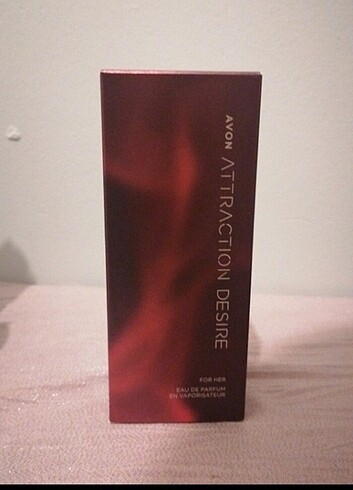 AVON ATTRACTION DESIRE
FOR HER
EAU DE PARFUM
EN VAPORISATEUR